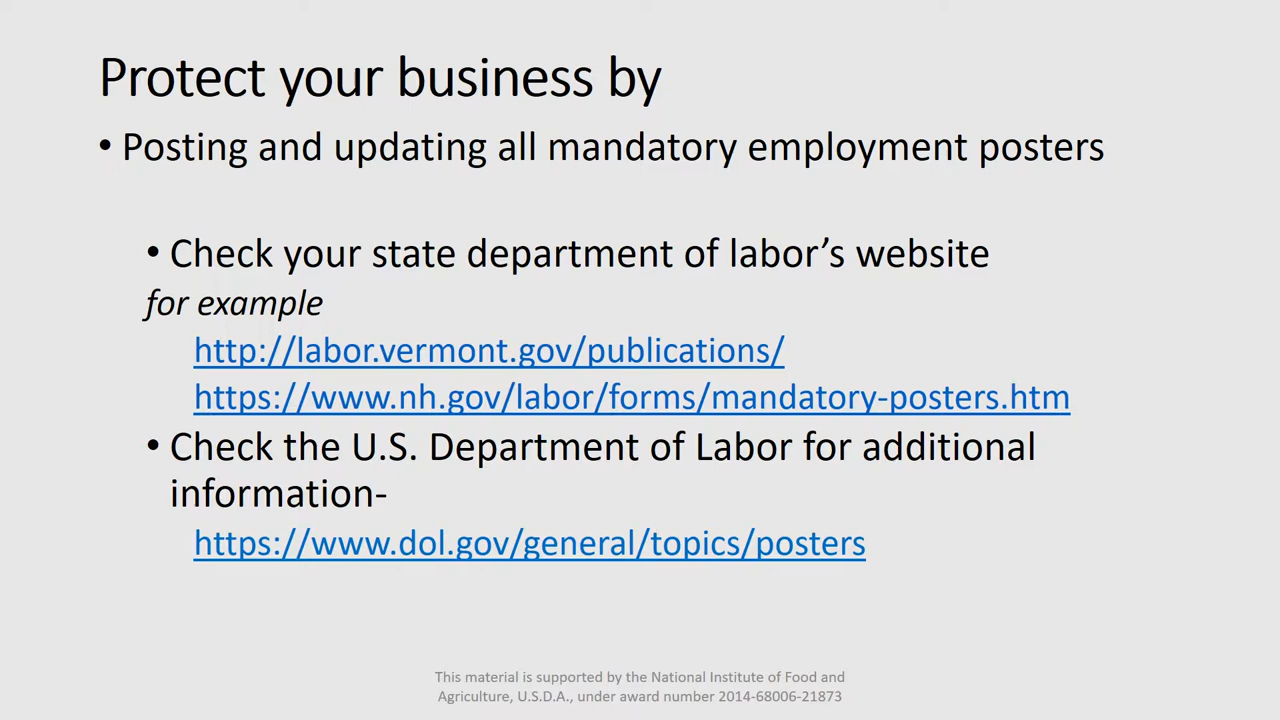 Protect your business by
• Posting and updating all mandatory employment posters
• Check your state department of labor’s website
for example
http://labor.vermont.gov/publications/
https://www.nh.gov/labor/forms/mandatory-posters.htm
• Check the U.S. Department of Labor for additional
information-
https://www.dol.gov/general/topics/posters
This material is supported by the National Institute of Food and
Agriculture, U.S.D.A., under award number 2014-68006-21873